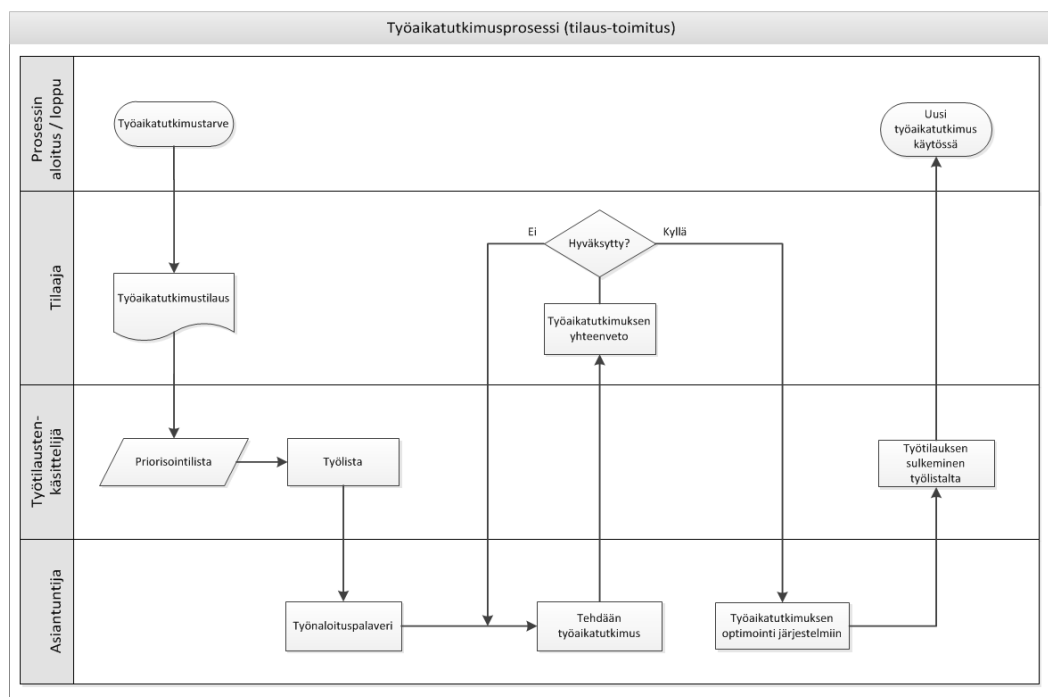 Työaikatutkimusprosessi (tilaus-toimitus)
Prosessin
aloitus / loppu
Työaikatutkimustarve
Uusi
työaikatutkimus
käytössä
Tilaaja
Ei
Hyväksytty?
Kyllä
Työaikatutkimustilaus
Työaikatutkimuksen
yhteenveto
Työtilausten-
käsittelijä
Priorisointilista
Työlista
Työtilauksen
sulkeminen
työlistalta
Asiantuntija
Työnaloituspalaveri
Tehdään
työaikatutkimus
Työaikatutkimuksen
optimointi järjestelmiin